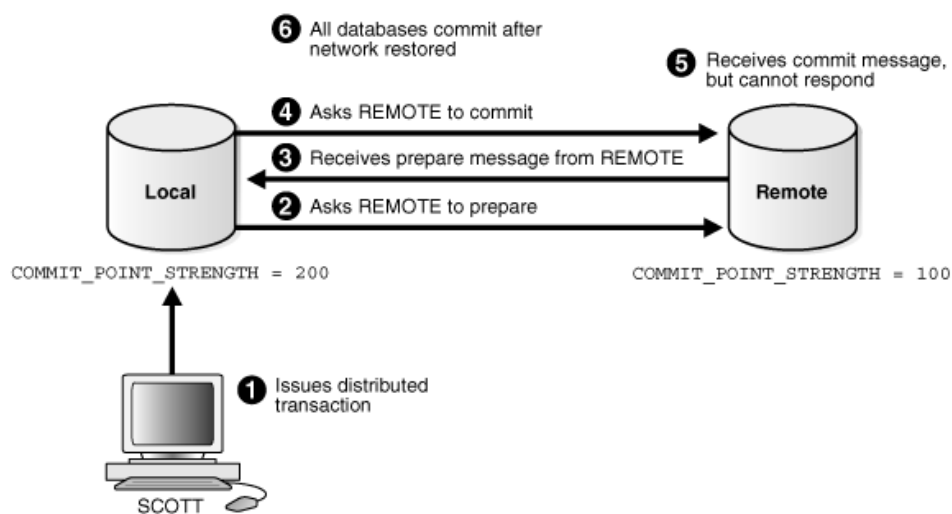 6 All databases commit after
network restored
5 Receives commit message,
but cannot respond
4 Asks REMOTE to commit
3 Receives prepare message from REMOTE
Local
Remote
2 Asks REMOTE to prepare
COMMIT_POINT_STRENGTH = 200
COMMIT_POINT_STRENGTH = 100
1 Issues distributed
transaction
SCOTT